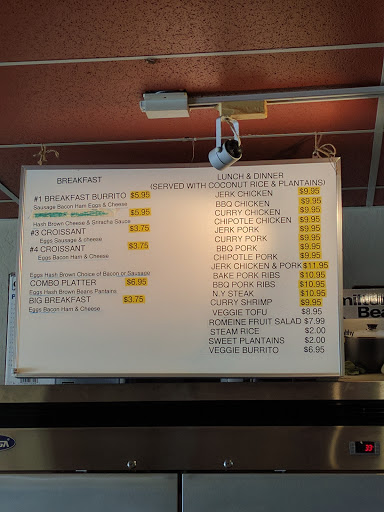 BREAKFAST
#1 BREAKFAST BURRITO $5.95
Sausage Bacon Ham Eggs & Cheese
$5.95
Hash Brown Cheese & Sriracha Sauce
#3 CROISSANT $3.75
Eggs Sausage & cheese
#4 CROISSANT $3.75
Eggs Bacon Ham & Cheese
Eggs Hash Brown Choice of Bacon or Sausage
COMBO PLATTER $6.95
Eggs Hash Brown Beans Pantains
BIG BREAKFAST $3.75
Eggs Bacon Ham & Cheese
LUNCH & DINNER
(SERVED WITH COCONUT RICE & PLANTAINS)
JERK CHICKEN $9.95
BBQ CHICKEN $9.95
CURRY CHICKEN $9.95
CHIPOTLE CHICKEN $9.95
JERK PORK $9.95
CURRY PORK $9.95
BBQ PORK $9.95
CHIPOTLE PORK $9.95
JERK CHICKEN & PORK $11.95
BAKE PORK RIBS $10.95
BBQ PORK RIBS $10.95
N.Y STEAK $10.95
CURRY SHRIMP $9.95
VEGGIE TOFU $8.95
ROMEINE FRUIT SALAD $7.99
STEAM RICE $2.00
SWEET PLANTAINS $2.00
VEGGIE BURRITO $6.95